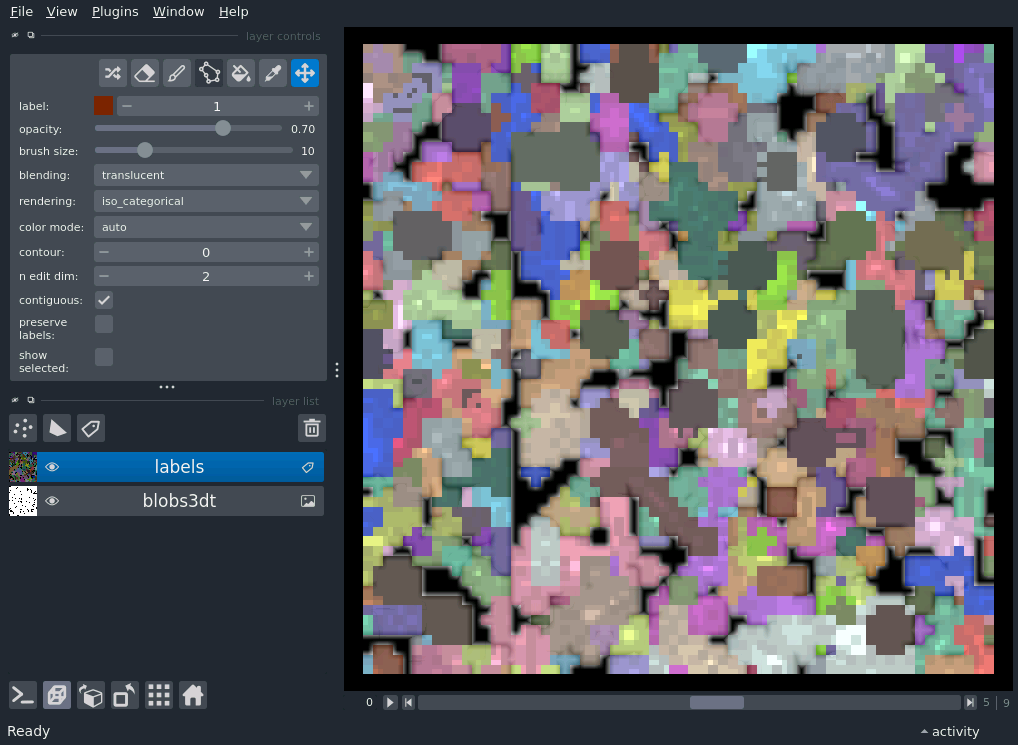 File View Plugins Window Help
layer controls
label: 1
opacity: 0.70
brush size: 10
blending: translucent
rendering: iso_categorical
color mode: auto
contour: 0
n edit dim: 2
contiguous:
preserve
labels:
show
selected:
layer list
labels
blobs3dt
0 5 9
Ready activity